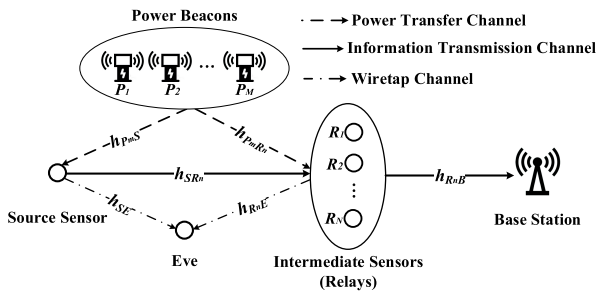 Power Beacons
P1 P2 ... PM
Power Transfer Channel
Information Transmission Channel
Wiretap Channel
hPmS
hPmRn
hSRn
hSE
hRnE
hRnB
R1
R2
⋮
RN
Source Sensor
Eve
Intermediate Sensors
(Relays)
Base Station